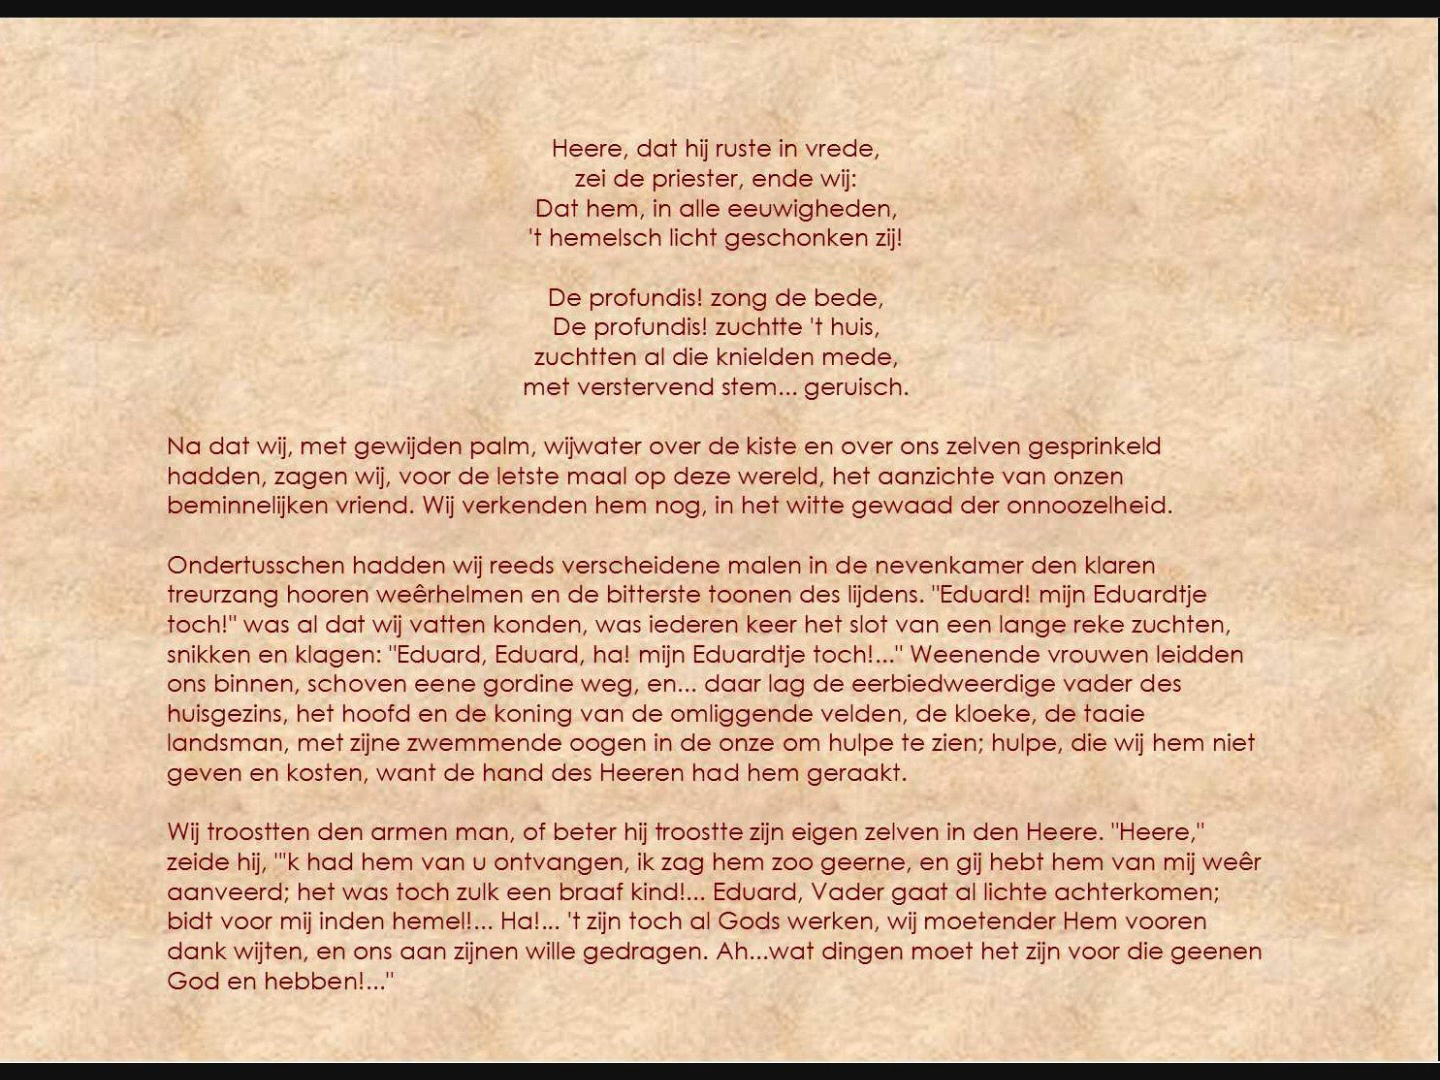 Heere, dat hij ruste in vrede,
zei de priester, ende wij:
Dat hem, in alle eeuwigheden,
't hemelsch licht geschonken zij!
De profundis! zong de bede,
De profundis! zuchtte 't huis,
zuchtten al die knielden mede,
met verstervend stem... geruisch.
Na dat wij, met gewijden palm, wijwater over de kiste en over ons zelven gesprinkeld
hadden, zagen wij, voor de letste maal op deze wereld, het aanzichte van onzen
beminnelijken vriend. Wij verkenden hem nog, in het witte gewaad der onnoozelheid.
Ondertusschen hadden wij reeds verscheidene malen in de nevenkamer den klaren
treurzang hooren weêrhelmen en de bitterste toonen des lijdens. "Eduard! mijn Eduardtje
toch!" was al dat wij vatten konden, was iederen keer het slot van een lange reke zuchten,
snikken en klagen: "Eduard, Eduard, ha! mijn Eduardtje toch!..." Weenende vrouwen leidden
ons binnen, schoven eene gordine weg, en... daar lag de eerbiedweerdige vader des
huisgezins, het hoofd en de koning van de omliggende velden, de kloeke, de taaie
landsman, met zijne zwemmende oogen in de onze om hulpe te zien; hulpe, die wij hem niet
geven en kosten, want de hand des Heeren had hem geraakt.
Wij troostten den armen man, of beter hij troostte zijn eigen zelven in den Heere. "Heere,"
zeide hij, "'k had hem van u ontvangen, ik zag hem zoo geerne, en gij hebt hem van mij weêr
aanveerd; het was toch zulk een braaf kind!... Eduard, Vader gaat al lichte achterkomen;
bidt voor mij inden hemel!... Ha!... 't zijn toch al Gods werken, wij moetender Hem vooren
dank wijten, en ons aan zijnen wille gedragen. Ah...wat dingen moet het zijn voor die geenen
God en hebben!..."